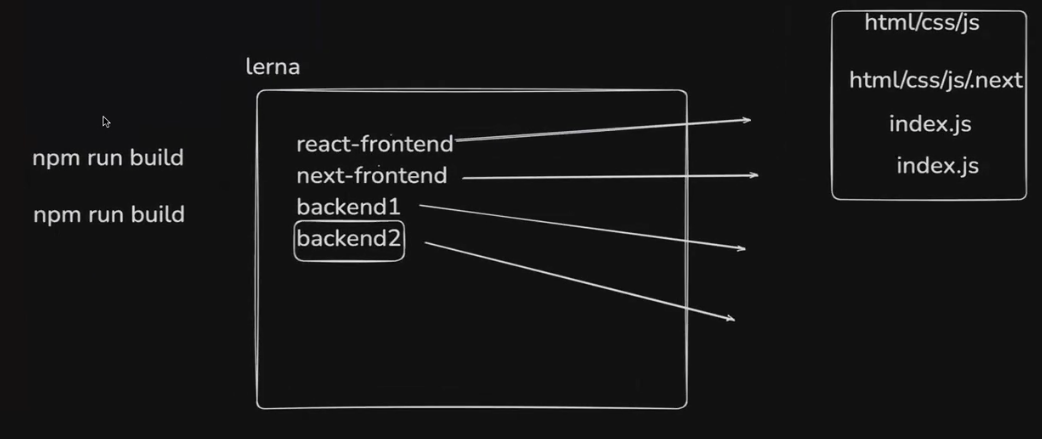 lerna
npm run build
npm run build
react-frontend
next-frontend
backend1
backend2
html/css/js
html/css/js/.next
index.js
index.js